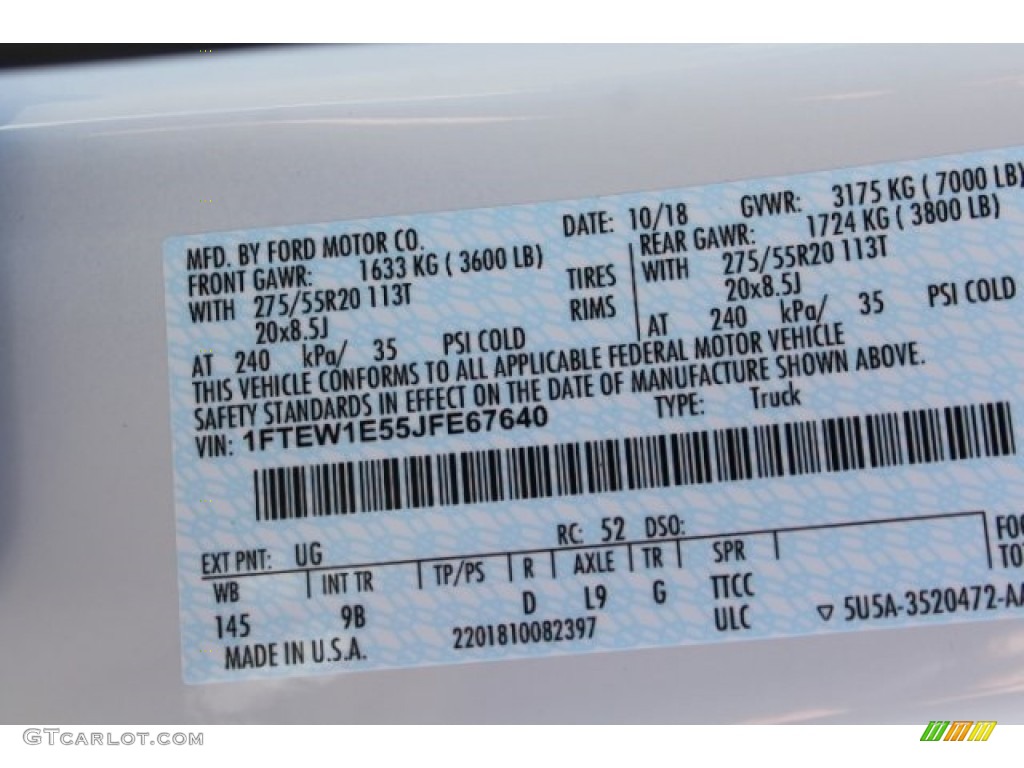 MFD. BY FORD MOTOR CO. DATE: 10/18 GVWR: 3175 KG ( 7000 LB)
FRONT GAWR: 1633 KG ( 3600 LB) REAR GAWR: 1724 KG ( 3800 LB)
WITH 275/55R20 113T TIRES WITH 275/55R20 113T
20x8.5J RIMS 20x8.5J
AT 240 kPa/ 35 PSI COLD AT 240 kPa/ 35 PSI COLD
THIS VEHICLE CONFORMS TO ALL APPLICABLE FEDERAL MOTOR VEHICLE
SAFETY STANDARDS IN EFFECT ON THE DATE OF MANUFACTURE SHOWN ABOVE.
VIN: 1FTEW1E55JFE67640 TYPE: Truck
EXT PNT: UG RC: 52 DSO:
WB INT TR TP/PS R AXLE TR SPR
145 9B D L9 G TTCC
ULC
MADE IN U.S.A. 2201810082397
▽ 5U5A-3520472-AA
GTCARLOT.COM